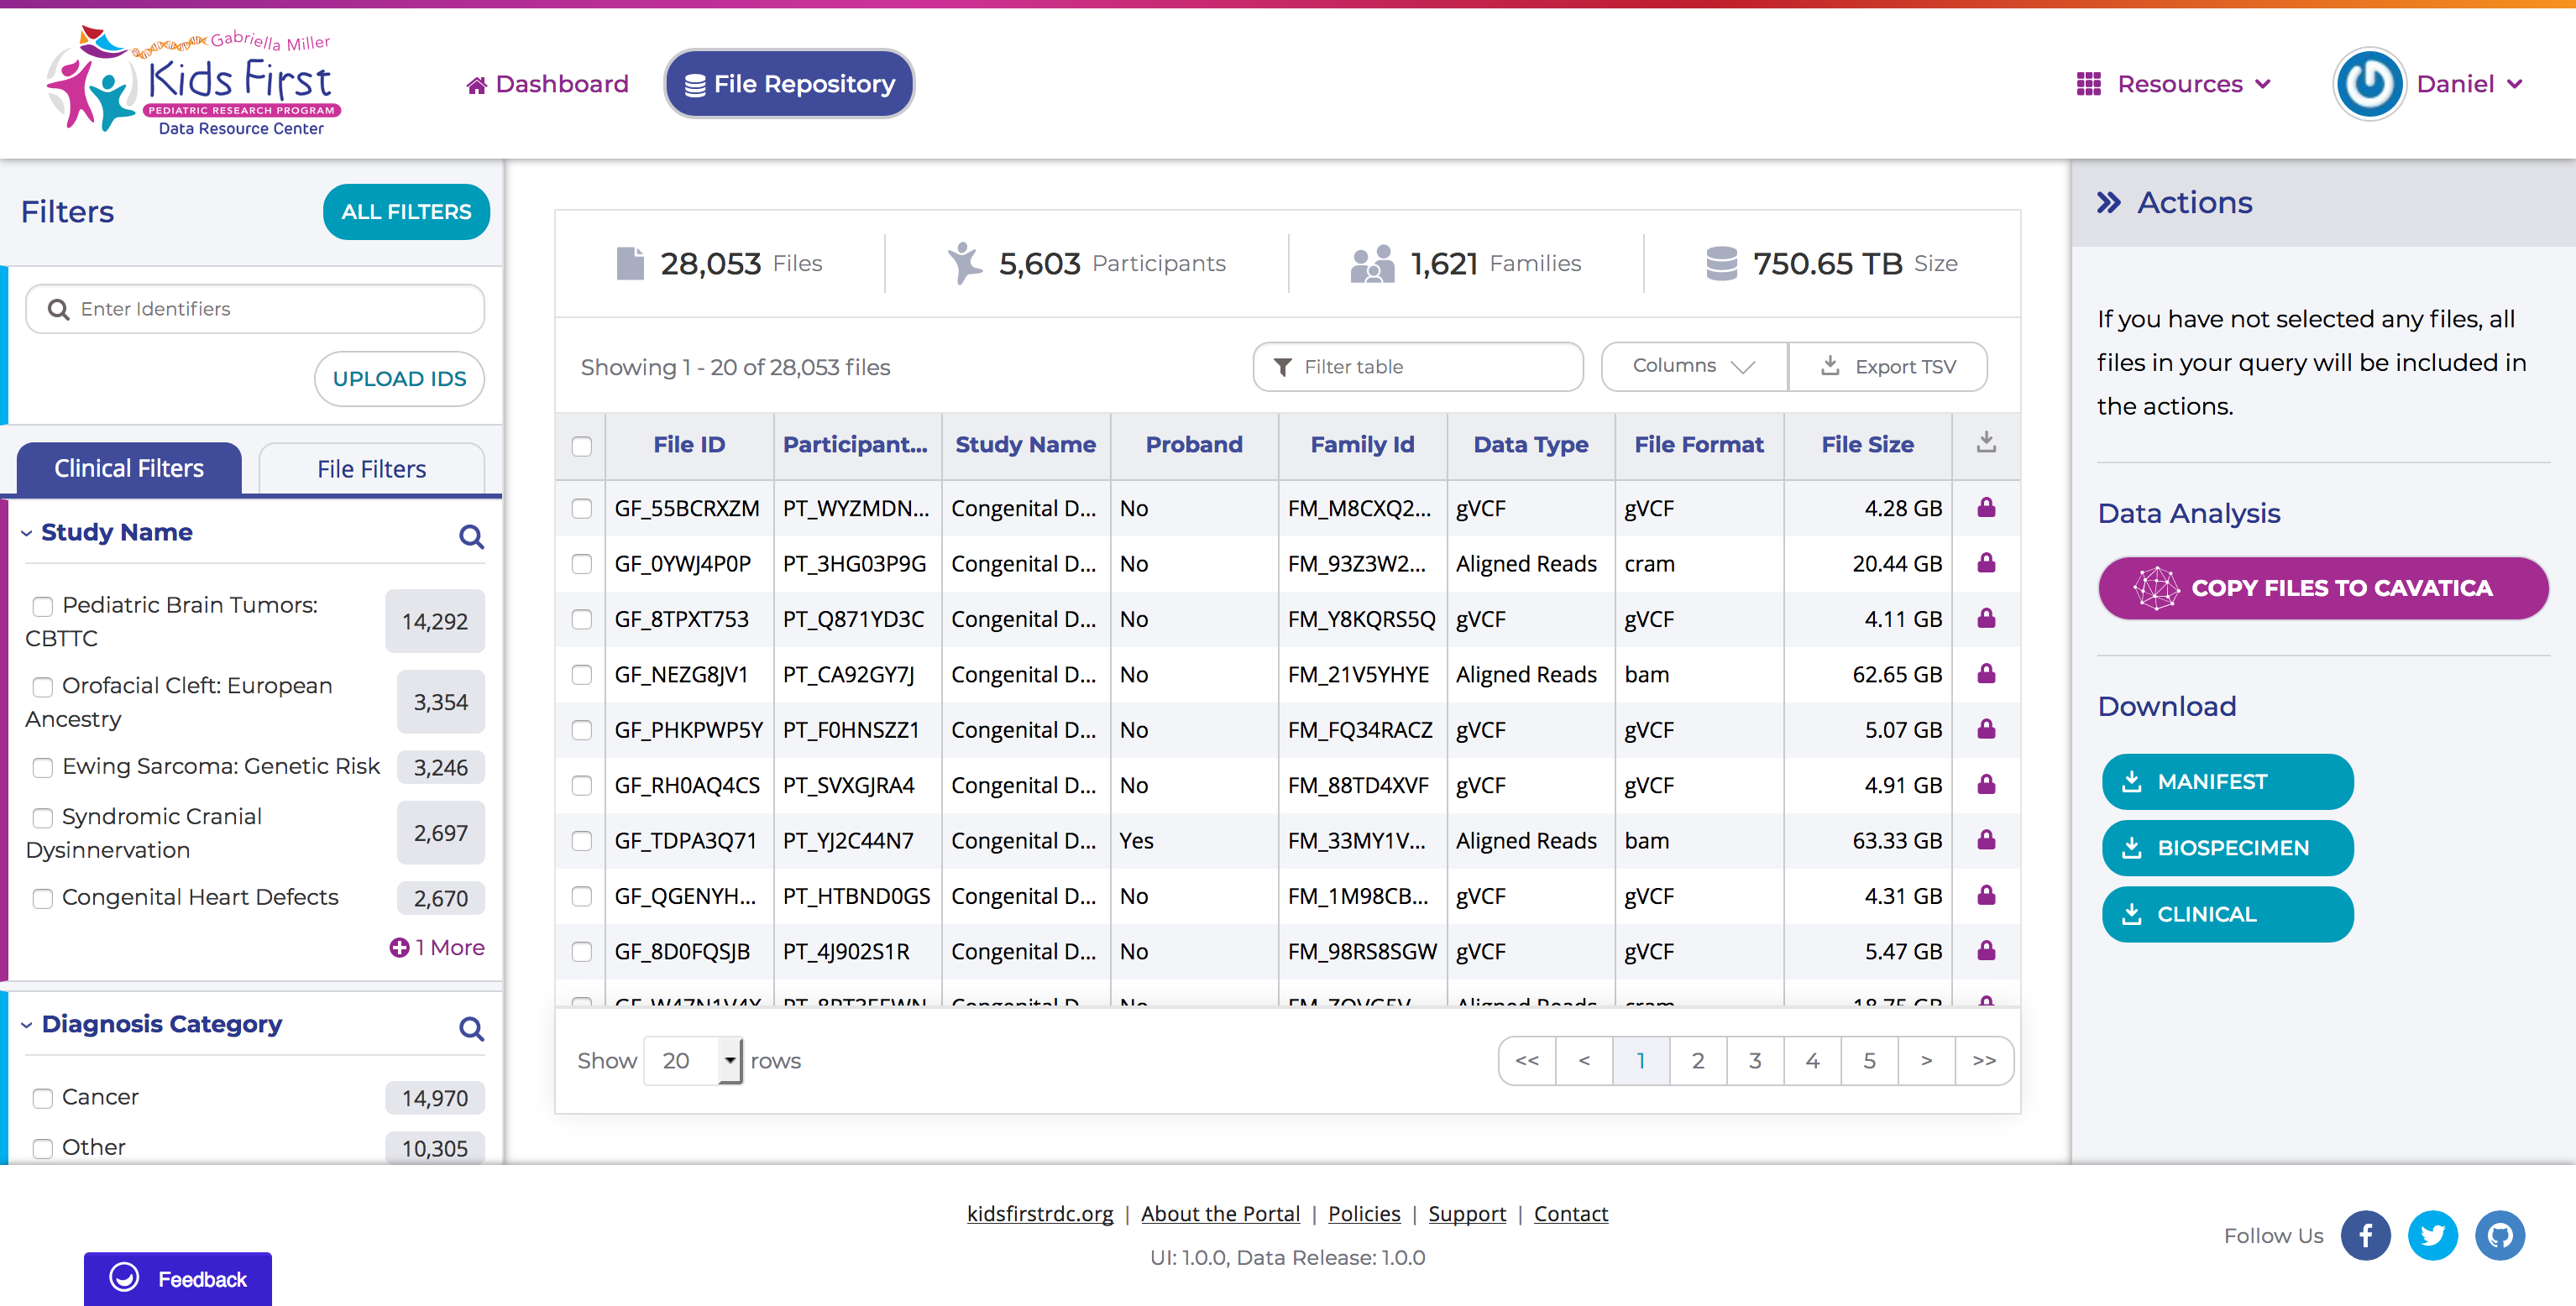 Gabriella Miller
Kids First
PEDIATRIC RESEARCH PROGRAM
Data Resource Center
Dashboard
File Repository
Resources
Daniel
Filters
ALL FILTERS
Enter Identifiers
UPLOAD IDS
Clinical Filters
File Filters
Study Name
Pediatric Brain Tumors: CBTTC 14,292
Orofacial Cleft: European Ancestry 3,354
Ewing Sarcoma: Genetic Risk 3,246
Syndromic Cranial Dysinnervation 2,697
Congenital Heart Defects 2,670
1 More
Diagnosis Category
Cancer 14,970
Other 10,305
28,053 Files 5,603 Participants 1,621 Families 750.65 TB Size
Showing 1 - 20 of 28,053 files Filter table Columns Export TSV
File ID Participant... Study Name Proband Family Id Data Type File Format File Size
GF_55BCRXZM PT_WYZMDN... Congenital D... No FM_M8CXQ2... gVCF gVCF 4.28 GB
GF_0YWJ4P0P PT_3HG03P9G Congenital D... No FM_93Z3W2... Aligned Reads cram 20.44 GB
GF_8TPXT753 PT_Q871YD3C Congenital D... No FM_Y8KQRS5Q gVCF gVCF 4.11 GB
GF_NEZG8JV1 PT_CA92GY7J Congenital D... No FM_21V5YHYE Aligned Reads bam 62.65 GB
GF_PHKPWP5Y PT_F0HNSZZ1 Congenital D... No FM_FQ34RACZ gVCF gVCF 5.07 GB
GF_RH0AQ4CS PT_SVXGJRA4 Congenital D... No FM_88TD4XVF gVCF gVCF 4.91 GB
GF_TDPA3Q71 PT_YJ2C44N7 Congenital D... Yes FM_33MY1V... Aligned Reads bam 63.33 GB
GF_QGENYH... PT_HTBND0GS Congenital D... No FM_1M98CB... gVCF gVCF 4.31 GB
GF_8D0FQSJB PT_4J902S1R Congenital D... No FM_98RS8SGW gVCF gVCF 5.47 GB
Congenital D... No Aligned Reads cram 18.75 GB
Show 20 rows
<< < 1 2 3 4 5 > >>
Actions
If you have not selected any files, all
files in your query will be included in
the actions.
Data Analysis
COPY FILES TO CAVATICA
Download
MANIFEST
BIOSPECIMEN
CLINICAL
kidsfirstrdc.org | About the Portal | Policies | Support | Contact
UI: 1.0.0, Data Release: 1.0.0
Follow Us
Feedback